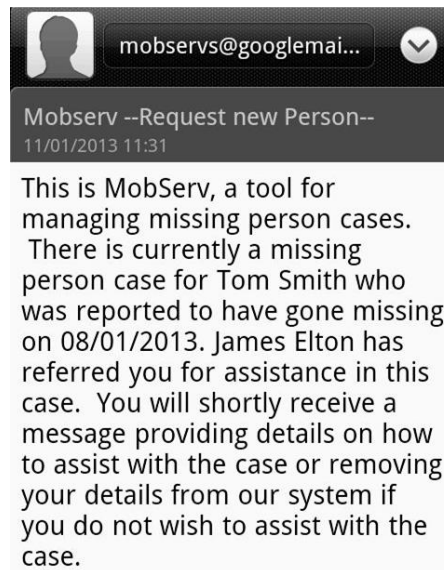 mobservs@googlemai...
Mobserv --Request new Person--
11/01/2013 11:31
This is MobServ, a tool for
managing missing person cases.
There is currently a missing
person case for Tom Smith who
was reported to have gone missing
on 08/01/2013. James Elton has
referred you for assistance in this
case.  You will shortly receive a
message providing details on how
to assist with the case or removing
your details from our system if
you do not wish to assist with the
case.